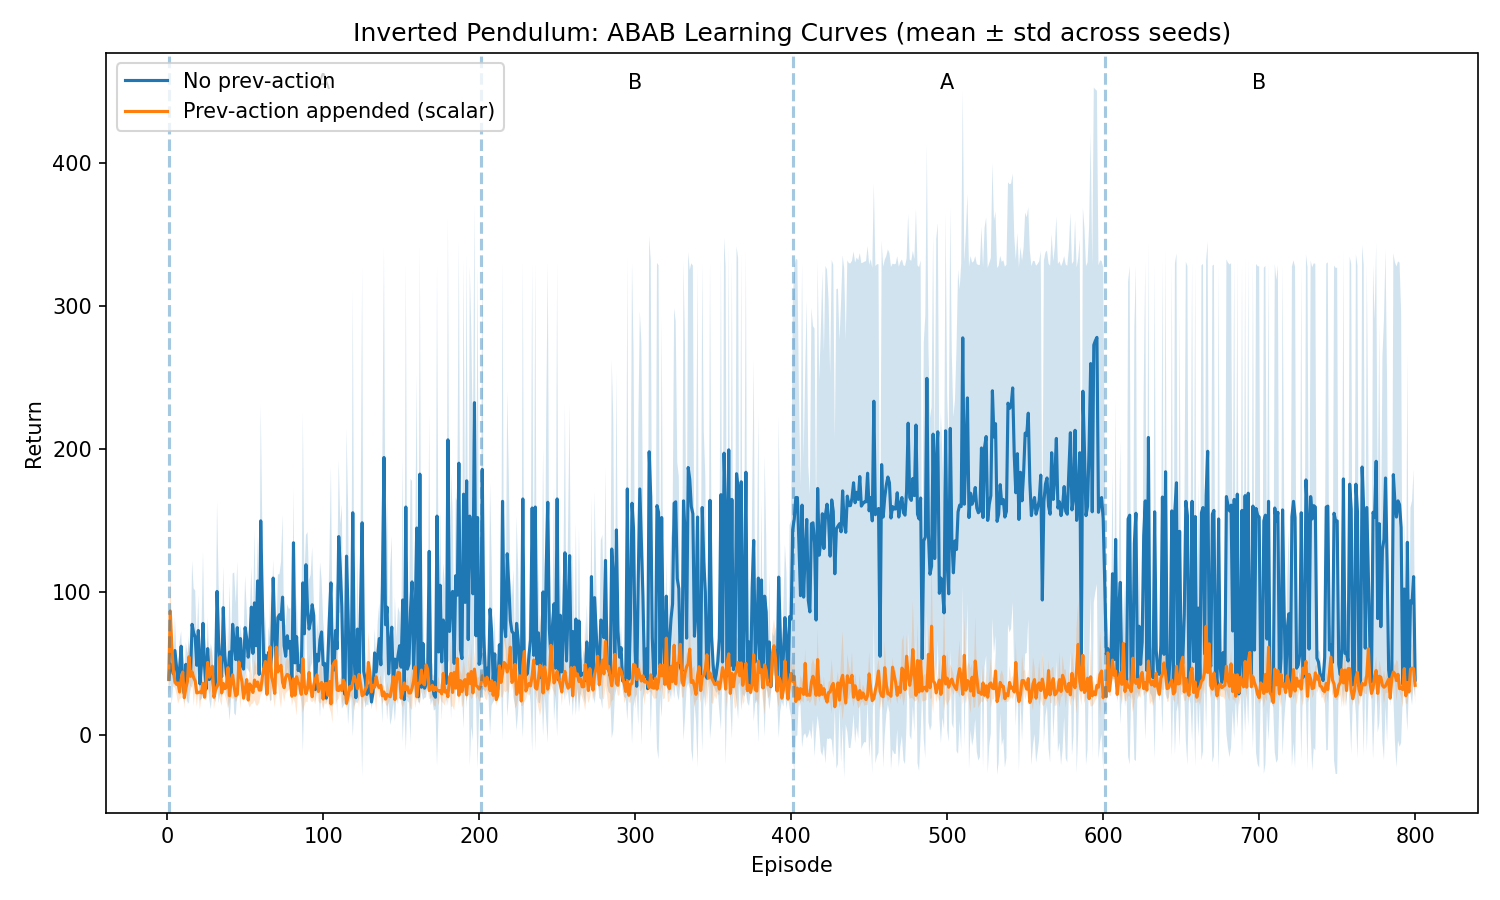 Inverted Pendulum: ABAB Learning Curves (mean ± std across seeds)
No prev-action
Prev-action appended (scalar)
B
A
B
400
300
200
100
0
Return
0 100 200 300 400 500 600 700 800
Episode